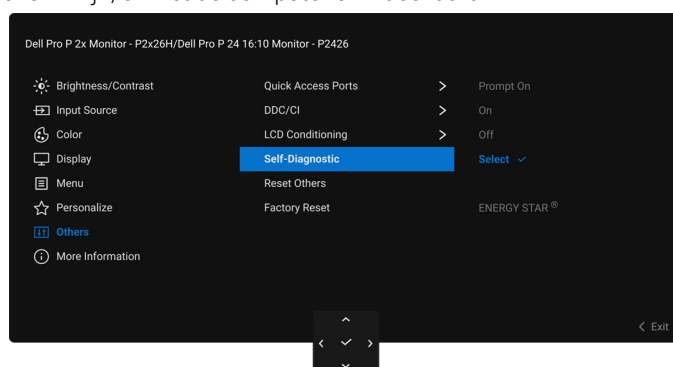 Dell Pro P 2x Monitor - P2x26H/Dell Pro P 24 16:10 Monitor - P2426
Brightness/Contrast Quick Access Ports > Prompt On
Input Source DDC/CI > On
Color LCD Conditioning > Off
Display Self-Diagnostic Select ✓
Menu Reset Others
Personalize Factory Reset ENERGY STAR ®
Others
More Information
< Exit